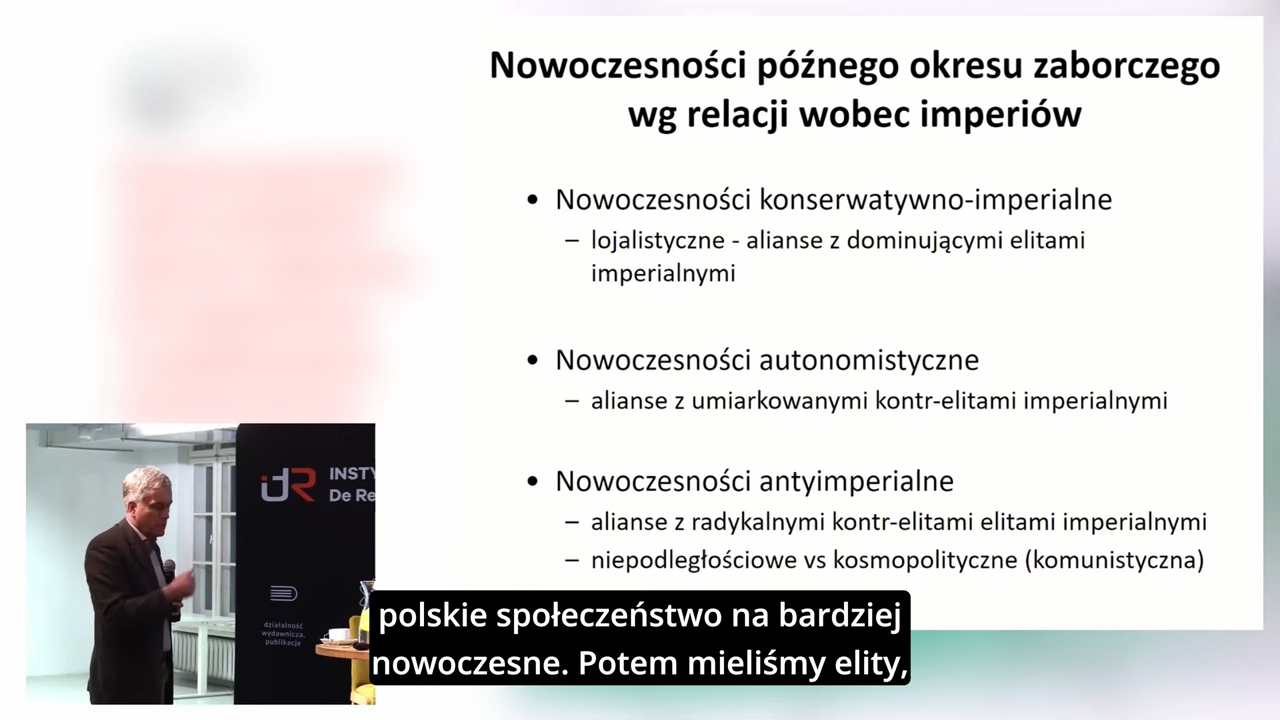 Nowoczesności późnego okresu zaborczego
wg relacji wobec imperiów
• Nowoczesności konserwatywno-imperialne
– lojalistyczne - alianse z dominującymi elitami
imperialnymi
• Nowoczesności autonomistyczne
– alianse z umiarkowanymi kontr-elitami imperialnymi
• Nowoczesności antyimperialne
– alianse z radykalnymi kontr-elitami elitami imperialnymi
– niepodległościowe vs kosmopolityczne (komunistyczna)
idR
De Re
działalność
wydawnicza,
publikacje
polskie społeczeństwo na bardziej
nowoczesne. Potem mieliśmy elity,